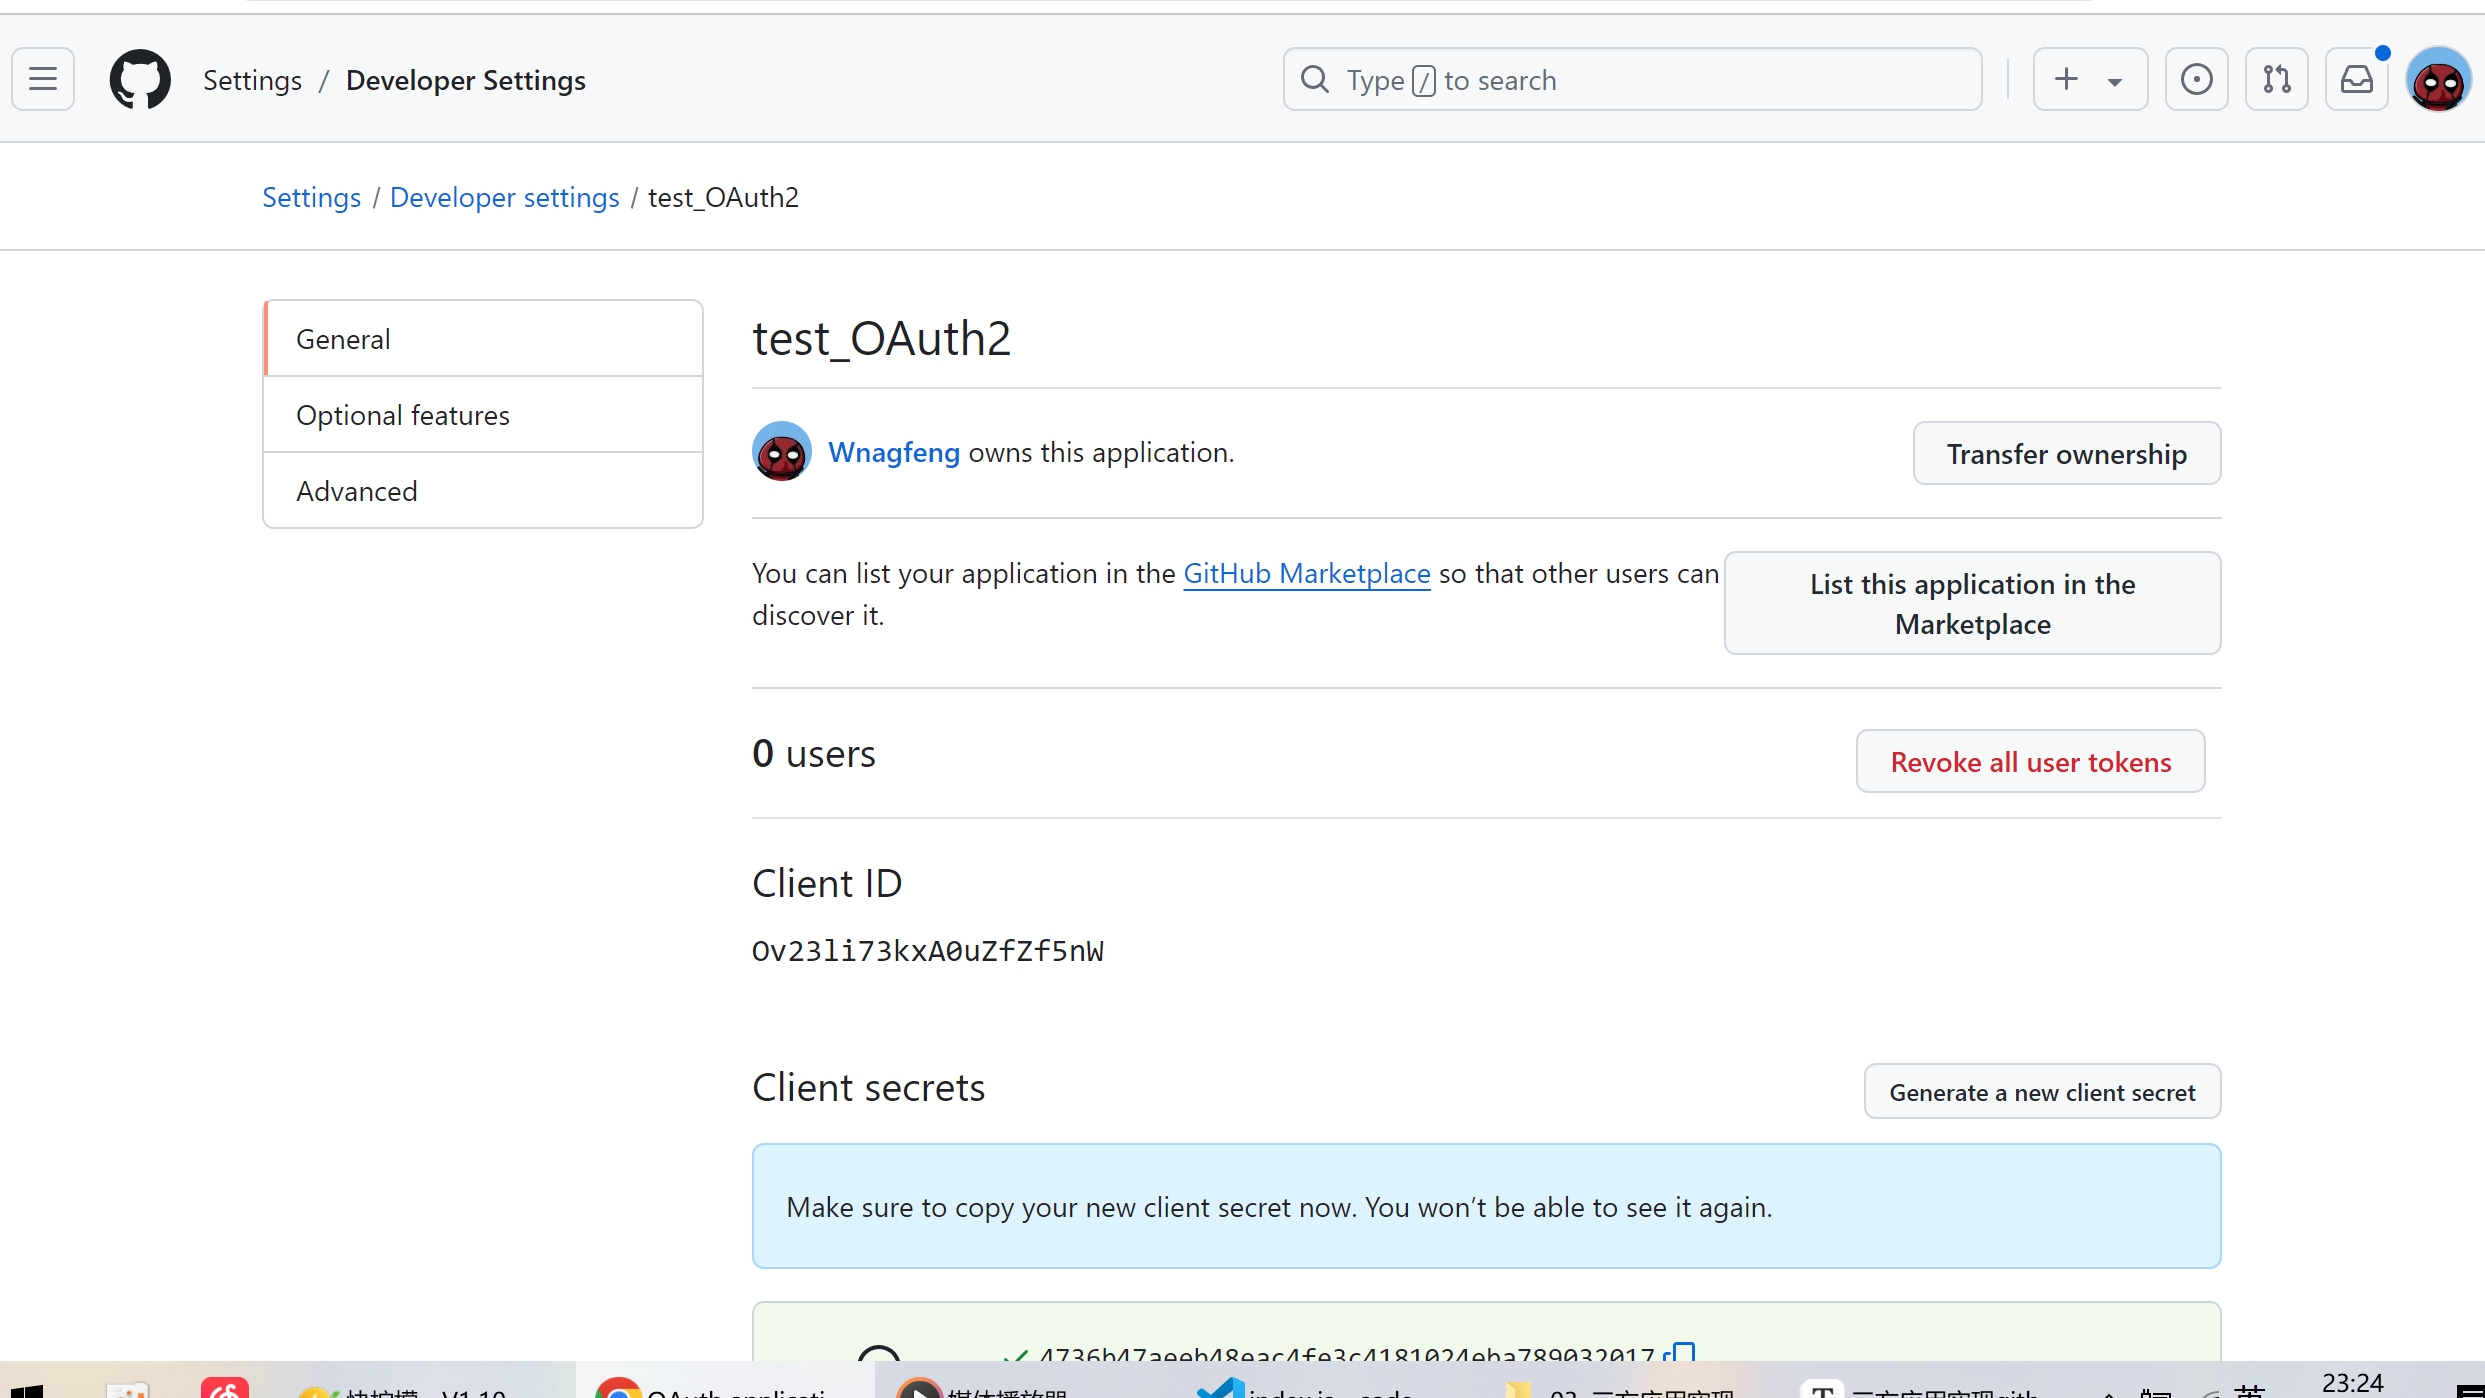 Settings / Developer Settings
Type / to search
Settings / Developer settings / test_OAuth2
General
Optional features
Advanced
test_OAuth2
Wnagfeng owns this application.
Transfer ownership
You can list your application in the GitHub Marketplace so that other users can
discover it.
List this application in the
Marketplace
0 users
Revoke all user tokens
Client ID
Ov23li73kxA0uZfZf5nW
Client secrets
Generate a new client secret
Make sure to copy your new client secret now. You won’t be able to see it again.
23:24